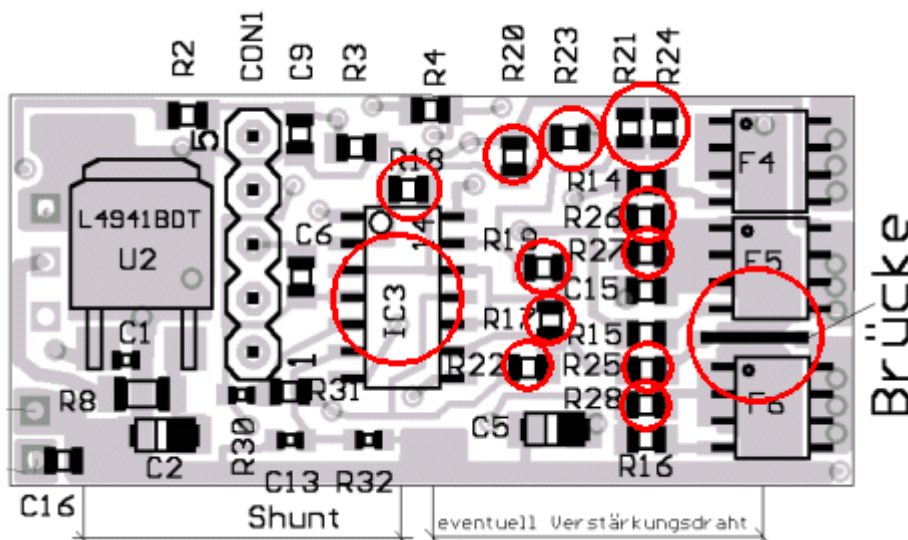 R2
CON1
C9
R3
R4
R20
R23
R21
R24
5
R18
R14
F4
L4941BDT
U2
14
R26
C6
R19
R27
F5
IC3
C15
R17
R15
Brücke
C1
1
R22
R25
R8
R31
R28
F6
C2
R30
C5
C16
C13
R32
R16
Shunt
eventuell Verstärkungsdraht